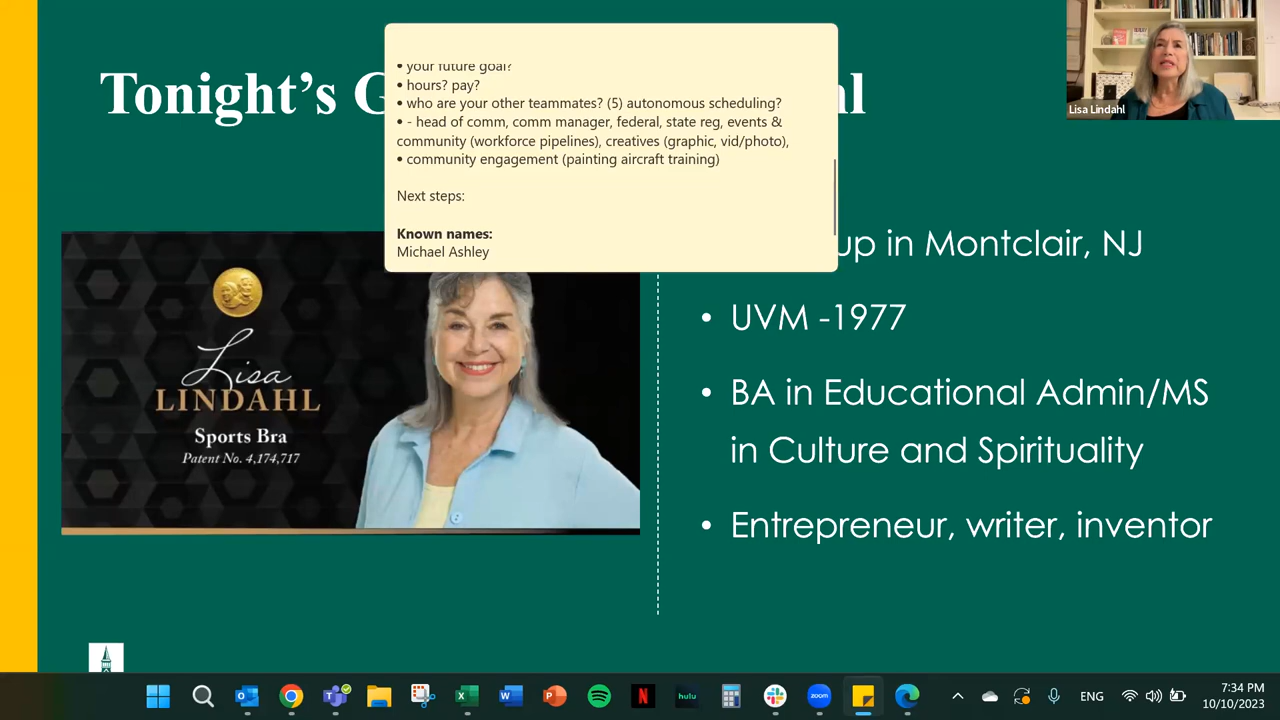 Tonight's G
al
• your future goal?
• hours? pay?
• who are your other teammates? (5) autonomous scheduling?
• - head of comm, comm manager, federal, state reg, events &
community (workforce pipelines), creatives (graphic, vid/photo),
• community engagement (painting aircraft training)
Next steps:
Known names:
Michael Ashley
Lisa Lindahl
Lisa
LINDAHL
Sports Bra
Patent No. 4,174,717
up in Montclair, NJ
• UVM -1977
• BA in Educational Admin/MS
in Culture and Spirituality
• Entrepreneur, writer, inventor
hulu
zoom
ENG
7:34 PM
10/10/2023